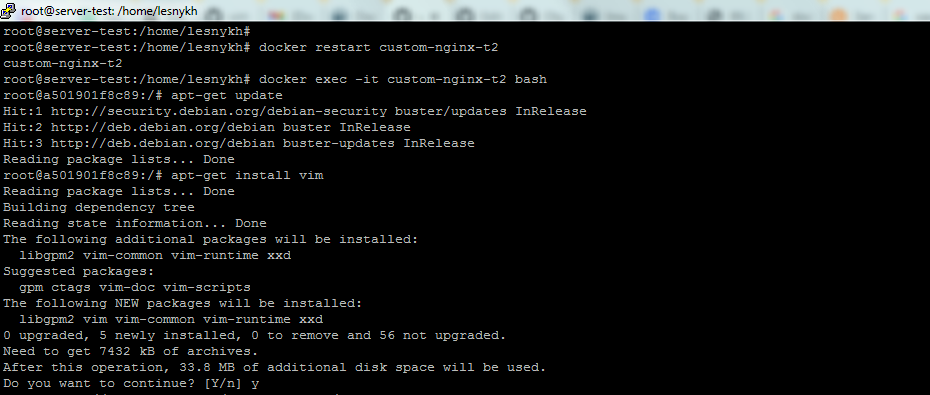 root@server-test: /home/lesnykh
root@server-test:/home/lesnykh#
root@server-test:/home/lesnykh# docker restart custom-nginx-t2
custom-nginx-t2
root@server-test:/home/lesnykh# docker exec -it custom-nginx-t2 bash
root@a501901f8c89:/# apt-get update
Hit:1 http://security.debian.org/debian-security buster/updates InRelease
Hit:2 http://deb.debian.org/debian buster InRelease
Hit:3 http://deb.debian.org/debian buster-updates InRelease
Reading package lists... Done
root@a501901f8c89:/# apt-get install vim
Reading package lists... Done
Building dependency tree
Reading state information... Done
The following additional packages will be installed:
  libgpm2 vim-common vim-runtime xxd
Suggested packages:
  gpm ctags vim-doc vim-scripts
The following NEW packages will be installed:
  libgpm2 vim vim-common vim-runtime xxd
0 upgraded, 5 newly installed, 0 to remove and 56 not upgraded.
Need to get 7432 kB of archives.
After this operation, 33.8 MB of additional disk space will be used.
Do you want to continue? [Y/n] y